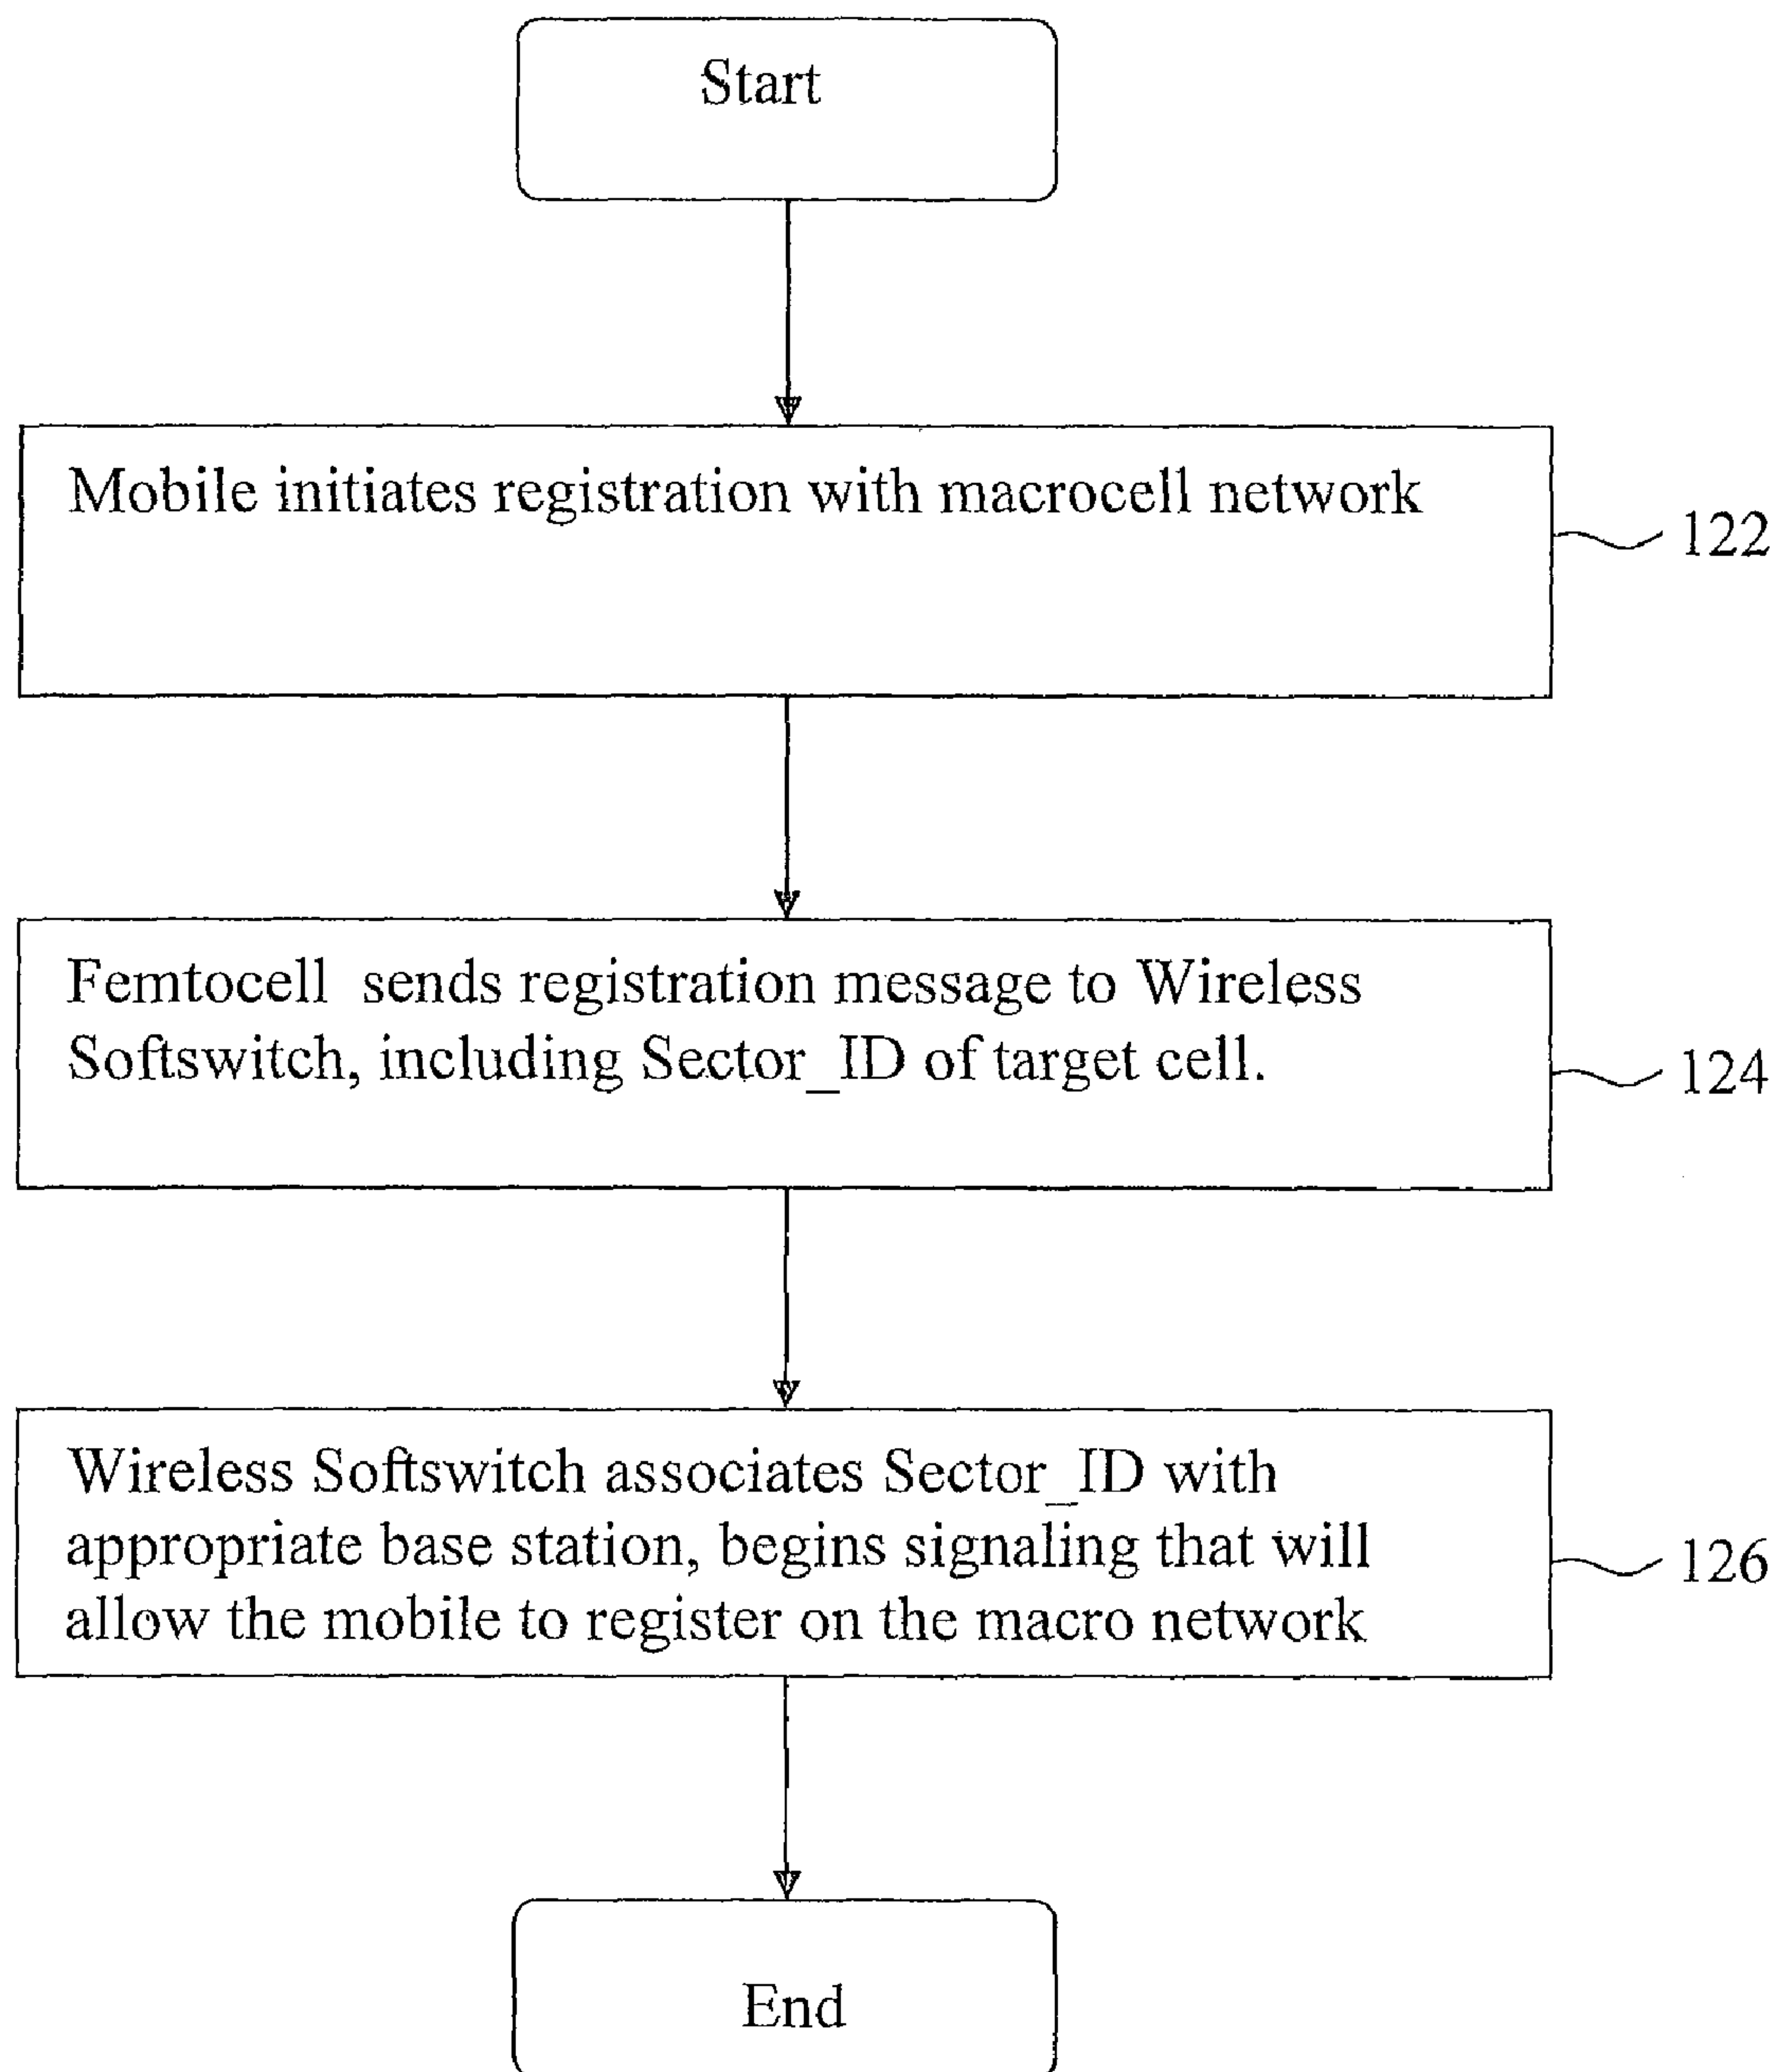 Start
Mobile initiates registration with macrocell network
122
Femtocell sends registration message to Wireless
Softswitch, including Sector_ID of target cell.
124
Wireless Softswitch associates Sector_ID with
appropriate base station, begins signaling that will
allow the mobile to register on the macro network
126
End